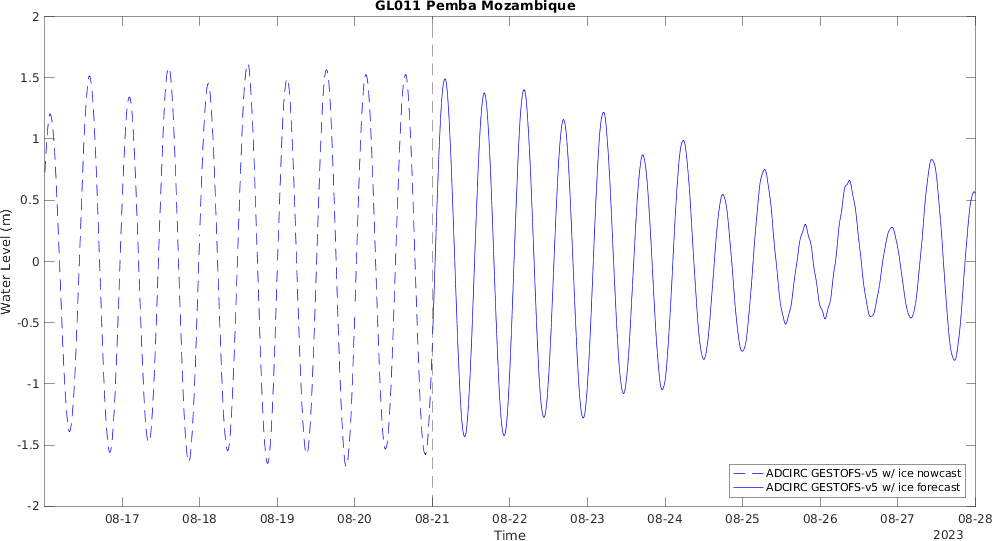 GL011 Pemba Mozambique
2
1.5
1
0.5
0
-0.5
-1
-1.5
-2
Water Level (m)
ADCIRC GESTOFS-v5 w/ ice nowcast
ADCIRC GESTOFS-v5 w/ ice forecast
08-17 08-18 08-19 08-20 08-21 08-22 08-23 08-24 08-25 08-26 08-27 08-28
Time
2023